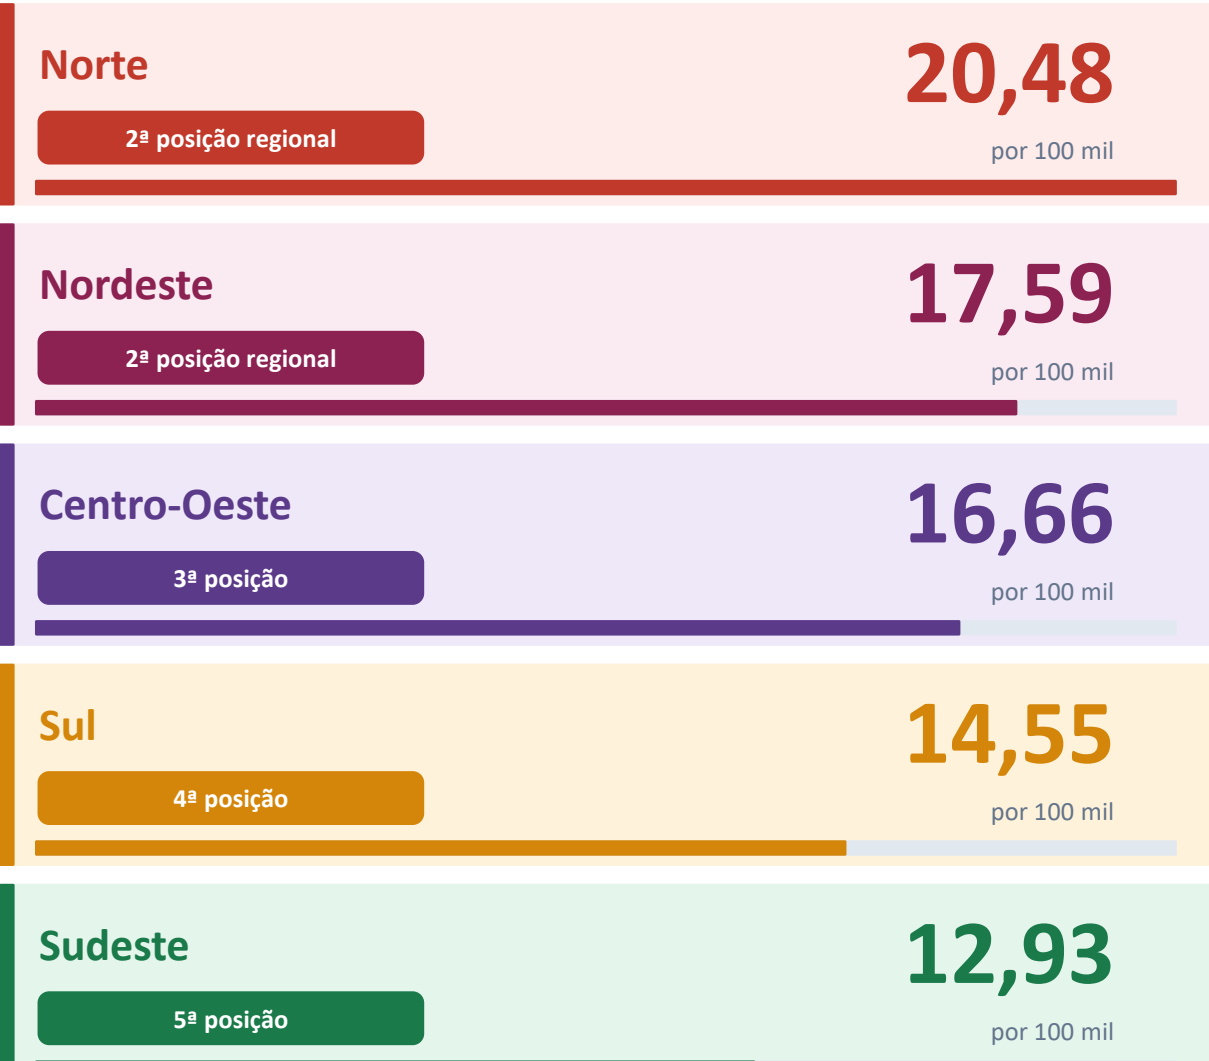 Norte
20,48
2ª posição regional
por 100 mil
Nordeste
17,59
2ª posição regional
por 100 mil
Centro-Oeste
16,66
3ª posição
por 100 mil
Sul
14,55
4ª posição
por 100 mil
Sudeste
12,93
5ª posição
por 100 mil